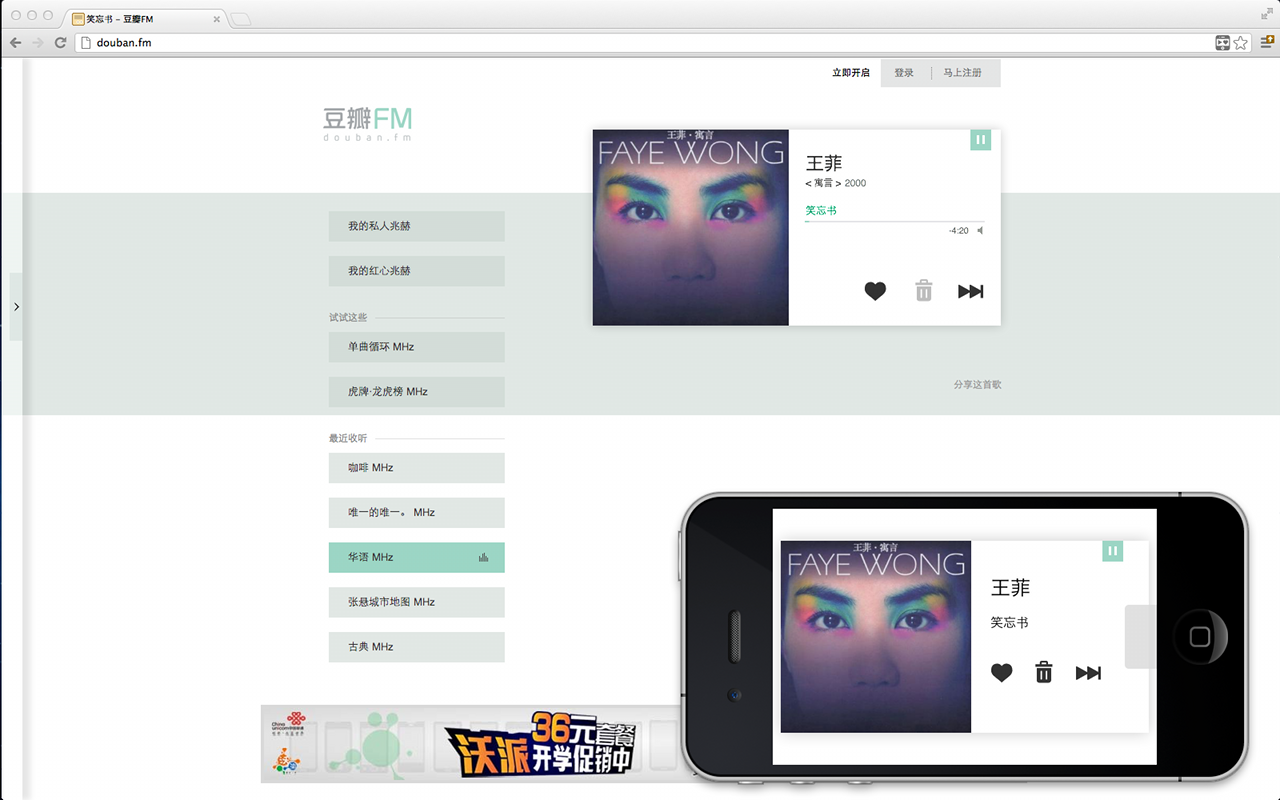 笑忘书 - 豆瓣FM
douban.fm
立即开启 登录 马上注册
豆瓣FM
douban.fm
王菲·寓言
FAYE WONG
王菲
< 寓言 > 2000
笑忘书
-4:20
我的私人兆赫
我的红心兆赫
试试这些
单曲循环 MHz
虎牌·龙虎榜 MHz
分享这首歌
最近收听
咖啡 MHz
唯一的唯一。 MHz
华语 MHz
张悬城市地图 MHz
古典 MHz
China
unicom中国联通
沃派
36元套餐
开学促销中
王菲·寓言
FAYE WONG
王菲
笑忘书